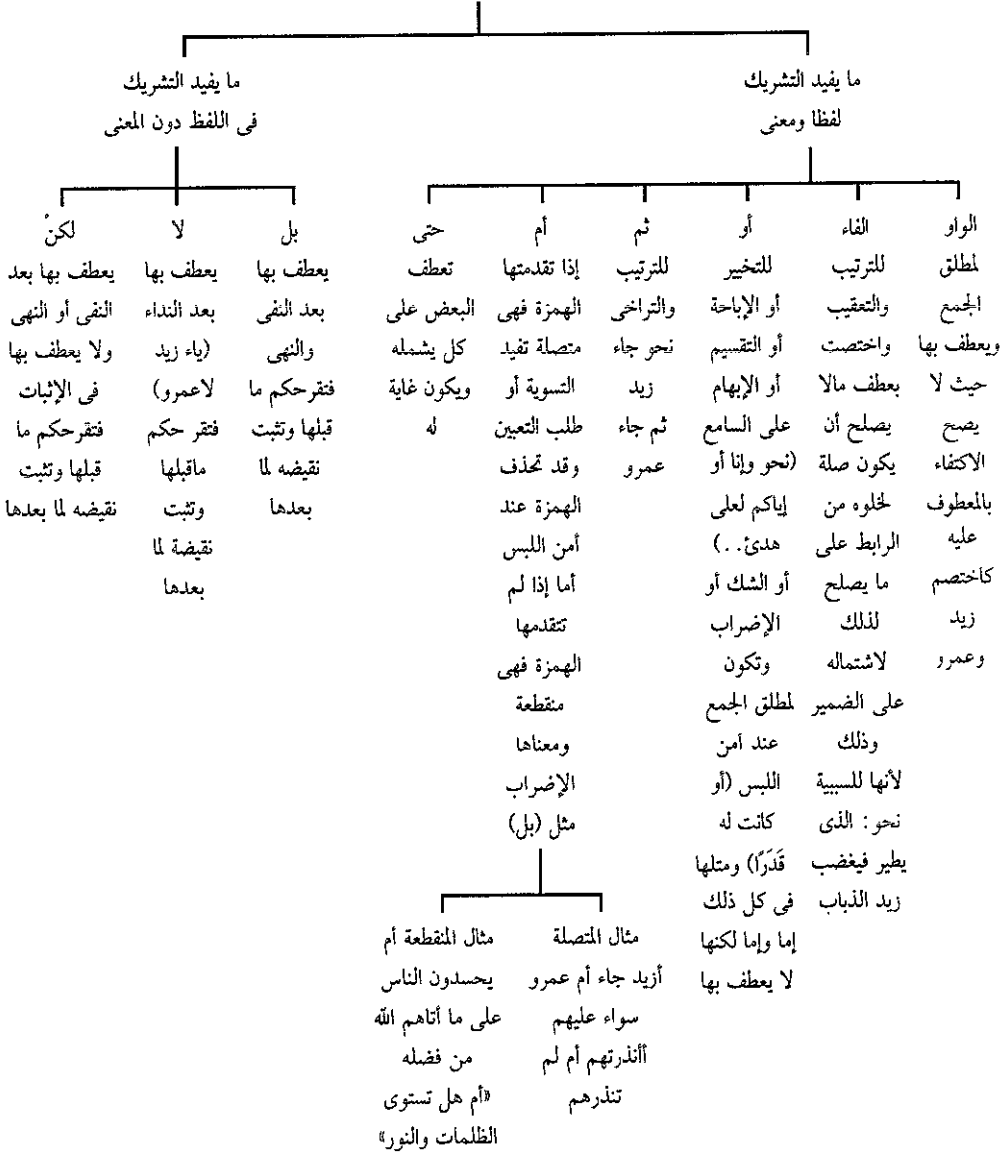 ما يفيد التشريك
لفظا ومعنى
ما يفيد التشريك
فى اللفظ دون المعنى
الواو
لمطلق
الجمع
ويعطف بها
حيث لا
يصح
الاكتفاء
بالمعطوف
عليه
كاختصم
زيد
وعمرو
الفاء
للترتيب
والتعقيب
واختصت
بعطف مالا
يصلح أن
يكون صلة
لخلوه من
الرابط على
ما يصلح
لذلك
لاشتماله
على الضمير
وذلك
لأنها للسببية
نحو: الذى
يطير فيغضب
زيد الذباب
أو
للتخيير
أو الإباحة
أو التقسيم
أو الإبهام
على السامع
(نحو وإنا أو
إياكم لعلى
هدئ..)
أو الشك أو
الإضراب
وتكون
لمطلق الجمع
عند أمن
اللبس (أو
كانت له
قَدَرًا) ومتلها
فى كل ذلك
إما وإما لكنها
لا يعطف بها
ثم
للترتيب
والتراخى
نحو جاء
زيد
ثم جاء
عمرو
أم
إذا تقدمتها
الهمزة فهى
متصلة تفيد
التسوية أو
طلب التعبين
وقد تحذف
الهمزة عند
أمن اللبس
أما إذا لم
تتقدمها
الهمزة فهى
منقطعة
ومعناها
الإضراب
مثل (بل)
مثال المتصلة
أزيد جاء أم عمرو
سواء عليهم
أأنذرتهم أم لم
تنذرهم
مثال المنقطعة أم
يحسدون الناس
على ما أتاهم الله
من فضله
«أم هل تستوى
الظلمات والنور»
حتى
تعطف
البعض على
كل يشمله
ويكون غاية
له
بل
يعطف بها
بعد النفى
والنهى
فتقرحكم ما
قبلها وتثبت
نقيضه لما
بعدها
لا
يعطف بها
بعد النداء
(ياء زيد
لاعمرو)
فتقر حكم
ماقبلها
وتثبت
نقيضة لما
بعدها
لكنْ
يعطف بها بعد
النفى أو النهى
ولا يعطف بها
فى الإثبات
فتقرحكم ما
قبلها وتثبت
نقيضه لما بعدها